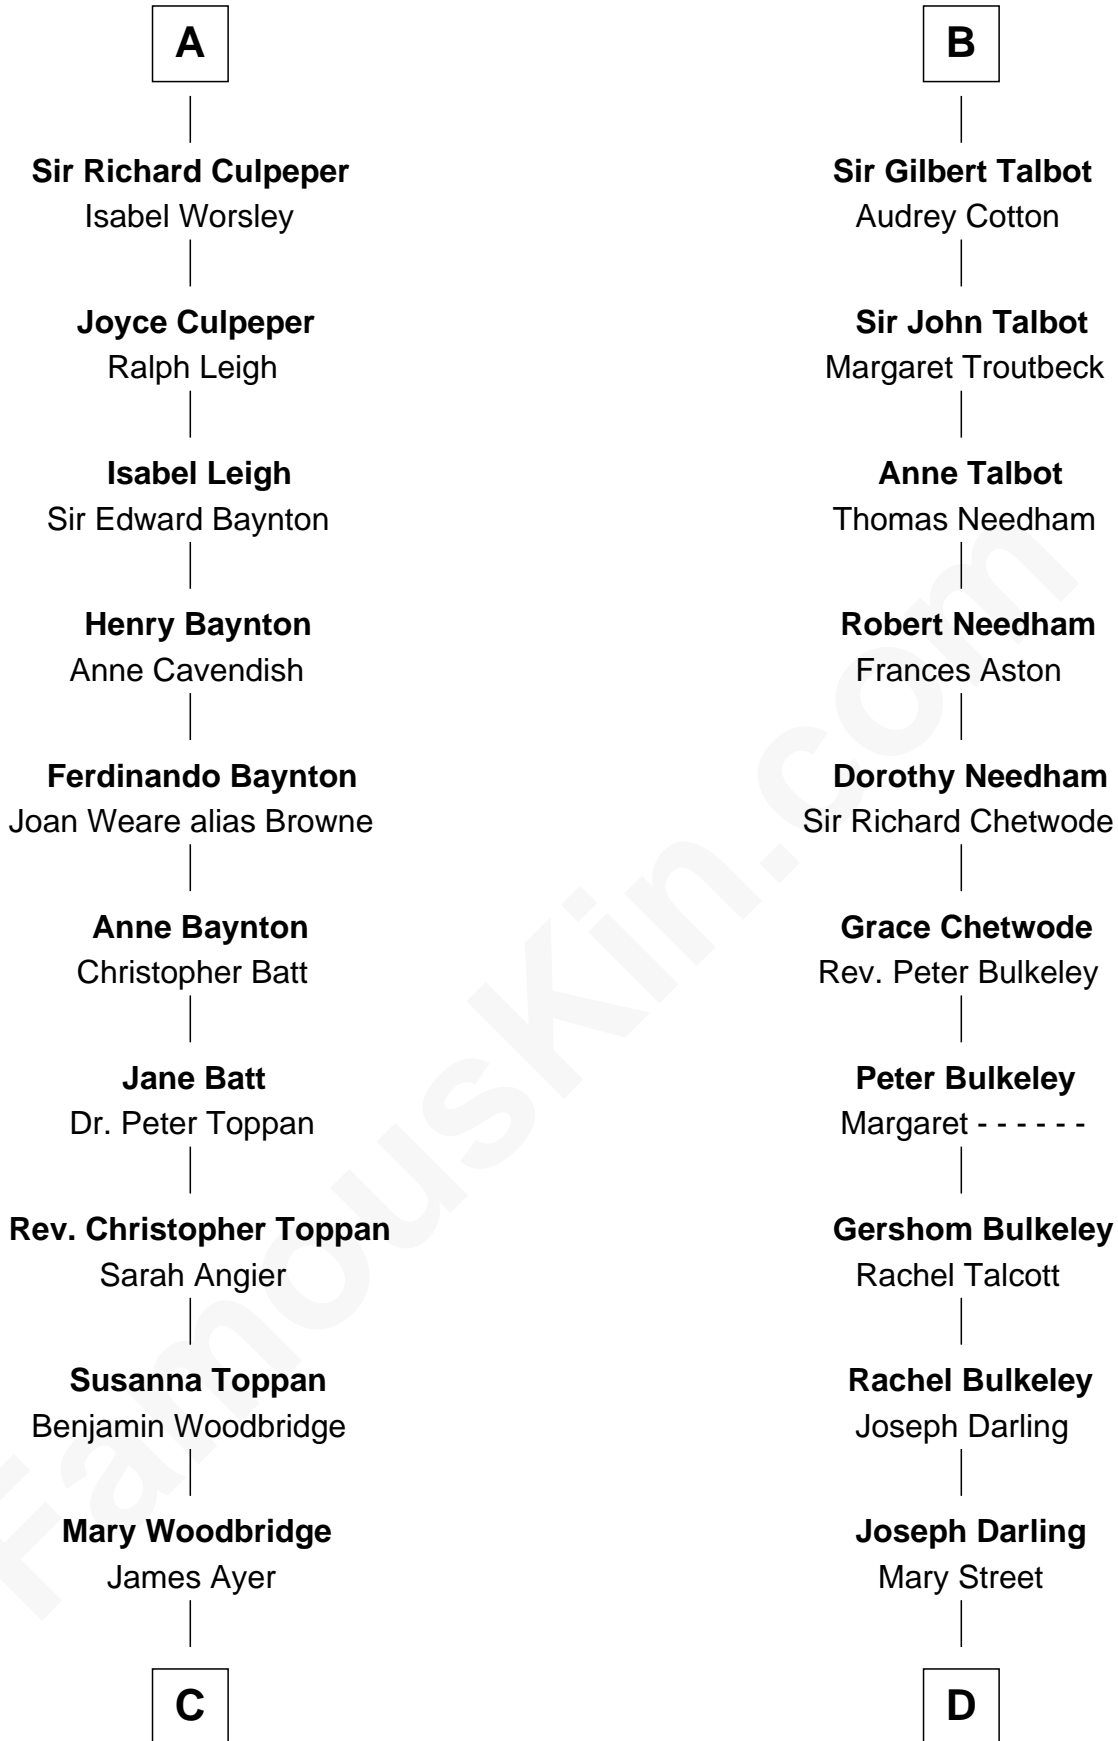 A
Sir Richard Culpeper
Isabel Worsley
Joyce Culpeper
Ralph Leigh
Isabel Leigh
Sir Edward Baynton
Henry Baynton
Anne Cavendish
Ferdinando Baynton
Joan Weare alias Browne
Anne Baynton
Christopher Batt
Jane Batt
Dr. Peter Toppan
Rev. Christopher Toppan
Sarah Angier
Susanna Toppan
Benjamin Woodbridge
Mary Woodbridge
James Ayer
C
B
Sir Gilbert Talbot
Audrey Cotton
Sir John Talbot
Margaret Troutbeck
Anne Talbot
Thomas Needham
Robert Needham
Frances Aston
Dorothy Needham
Sir Richard Chetwode
Grace Chetwode
Rev. Peter Bulkeley
Peter Bulkeley
Margaret - - - - - -
Gershom Bulkeley
Rachel Talcott
Rachel Bulkeley
Joseph Darling
Joseph Darling
Mary Street
D
FamousKin.com